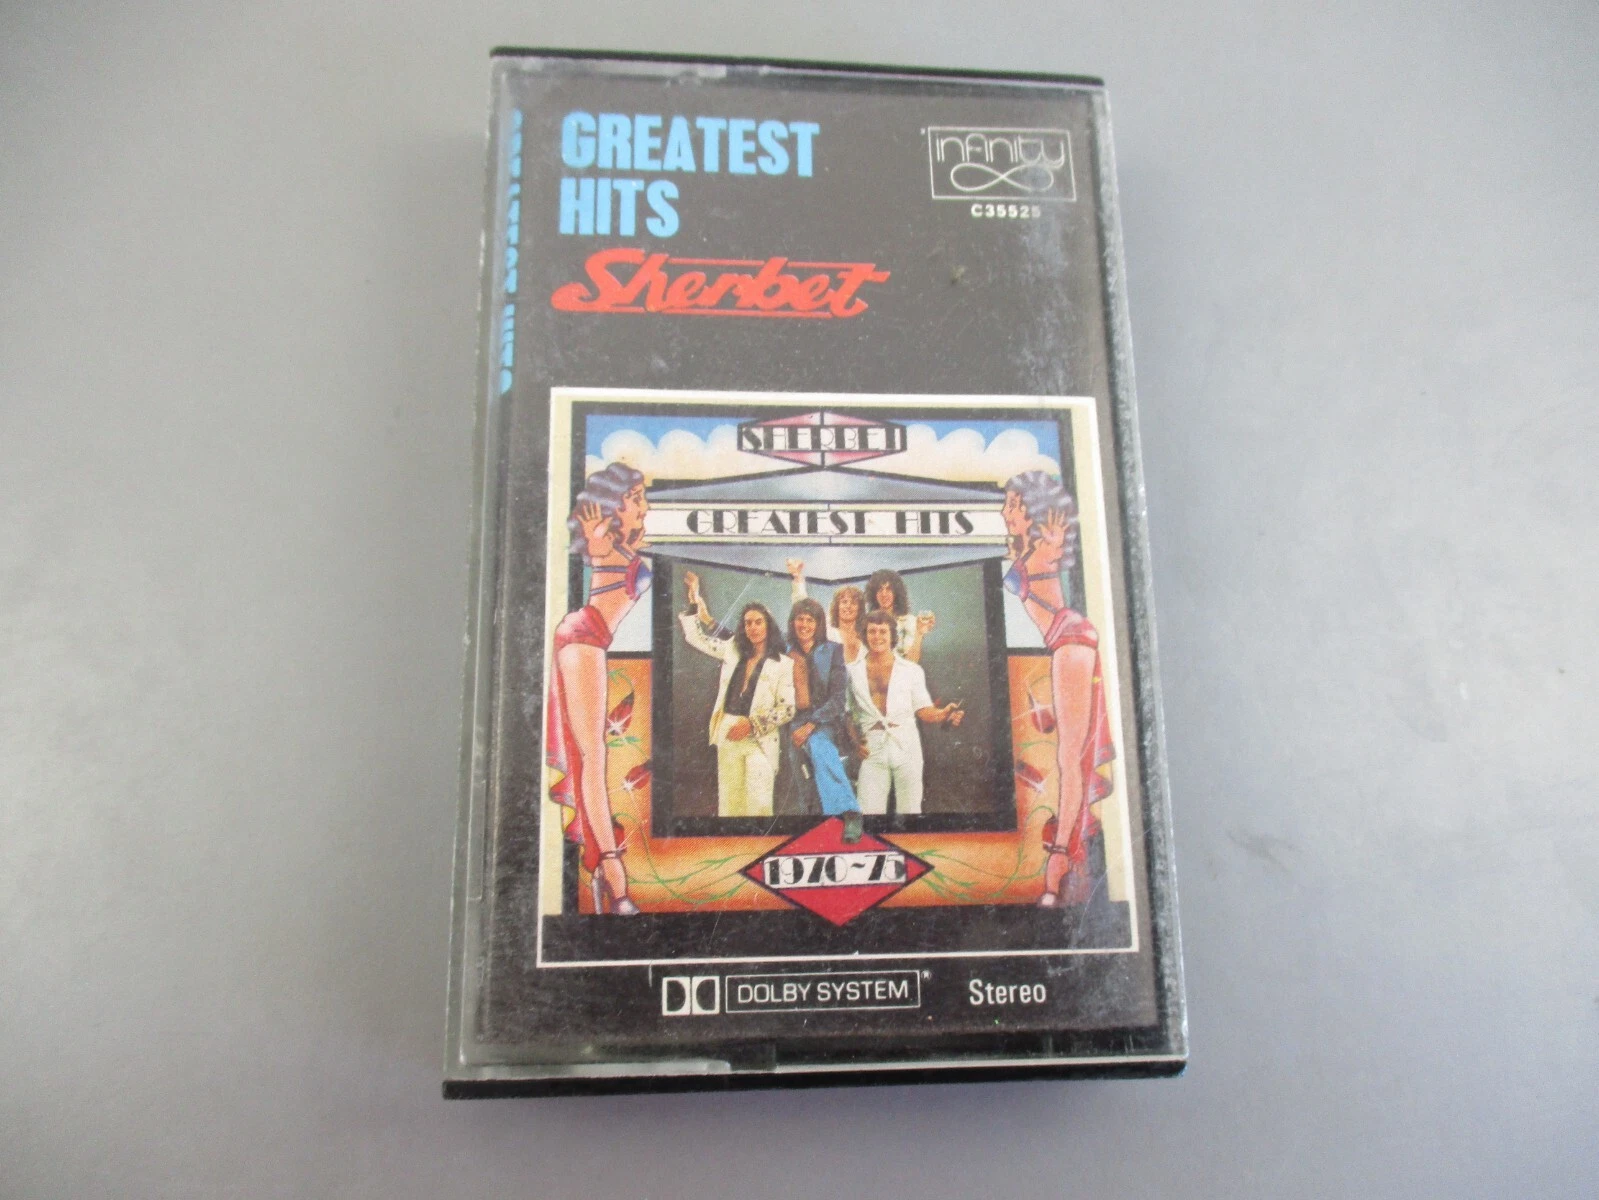 GREATEST
HITS
Sherbet
infinity
C35525
SHERBET
GREATEST HITS
1970~75
DOLBY SYSTEM
Stereo